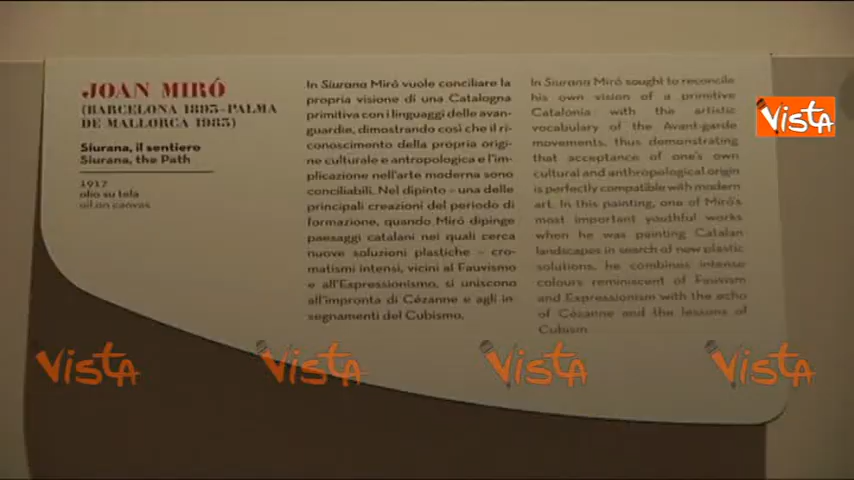 JOAN MIRÓ
(BARCELONA 1893-PALMA
DE MALLORCA 1983)
Siurana, il sentiero
Siurana, the Path
1917
olio su tela
oil on canvas
In Siurana Miró vuole conciliare la
propria visione di una Catalogna
primitiva con i linguaggi delle avan-
guardie, dimostrando così che il ri-
conoscimento della propria origi-
ne culturale e antropologica e l'im-
plicazione nell'arte moderna sono
conciliabili. Nel dipinto – una delle
principali creazioni del periodo di
formazione, quando Miró dipinge
paesaggi catalani nei quali cerca
nuove soluzioni plastiche – cro-
matismi intensi, vicini al Fauvismo
e all'Espressionismo, si uniscono
all'impronta di Cézanne e agli in-
segnamenti del Cubismo.
In Siurana Miró sought to reconcile
his own vision of a primitive
Catalonia with the artistic
vocabulary of the Avant-garde
movements, thus demonstrating
that acceptance of one's own
cultural and anthropological origin
is perfectly compatible with modern
art. In this painting, one of Miró's
most important youthful works
when he was painting Catalan
landscapes in search of new plastic
solutions, he combines intense
colours reminiscent of Fauvism
and Expressionism with the echo
of Cézanne and the lessons of
Cubism
VISTA
VISTA
VISTA
VISTA
VISTA